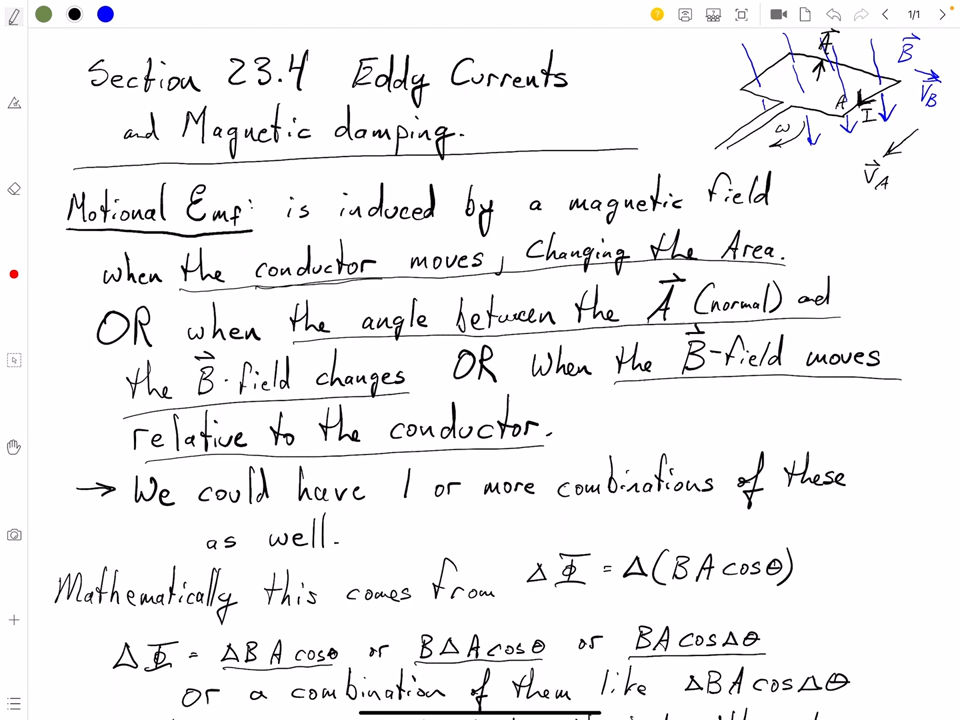 1/1
Section 23.4 Eddy Currents
and Magnetic damping.
A⃗
B⃗
V⃗B
A
I⃗
ω
V⃗A
Motional Emf: is induced by a magnetic field
when the conductor moves, changing the Area.
OR when the angle between the A⃗ (normal) and
the B⃗-field changes OR when the B⃗-field moves
relative to the conductor.
→ We could have 1 or more combinations of these
as well.
Mathematically this comes from ΔΦ = Δ(BA cosθ)
ΔΦ = ΔBA cosθ or BΔA cosθ or BA cosΔθ
or a combination of them like ΔBA cosΔθ